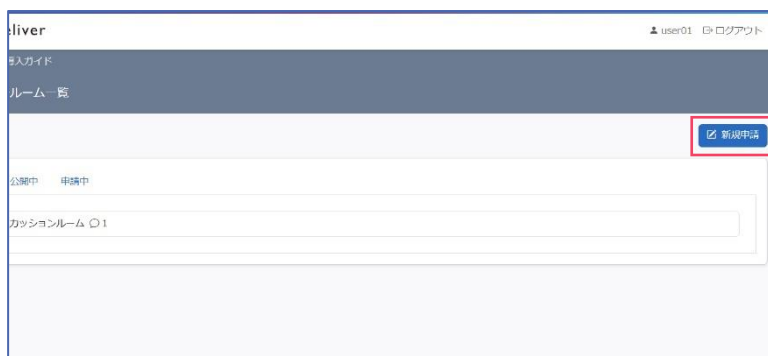 eliver
user01 ログアウト
導入ガイド
ルーム一覧
新規申請
公開中 申請中
カッションルーム 1